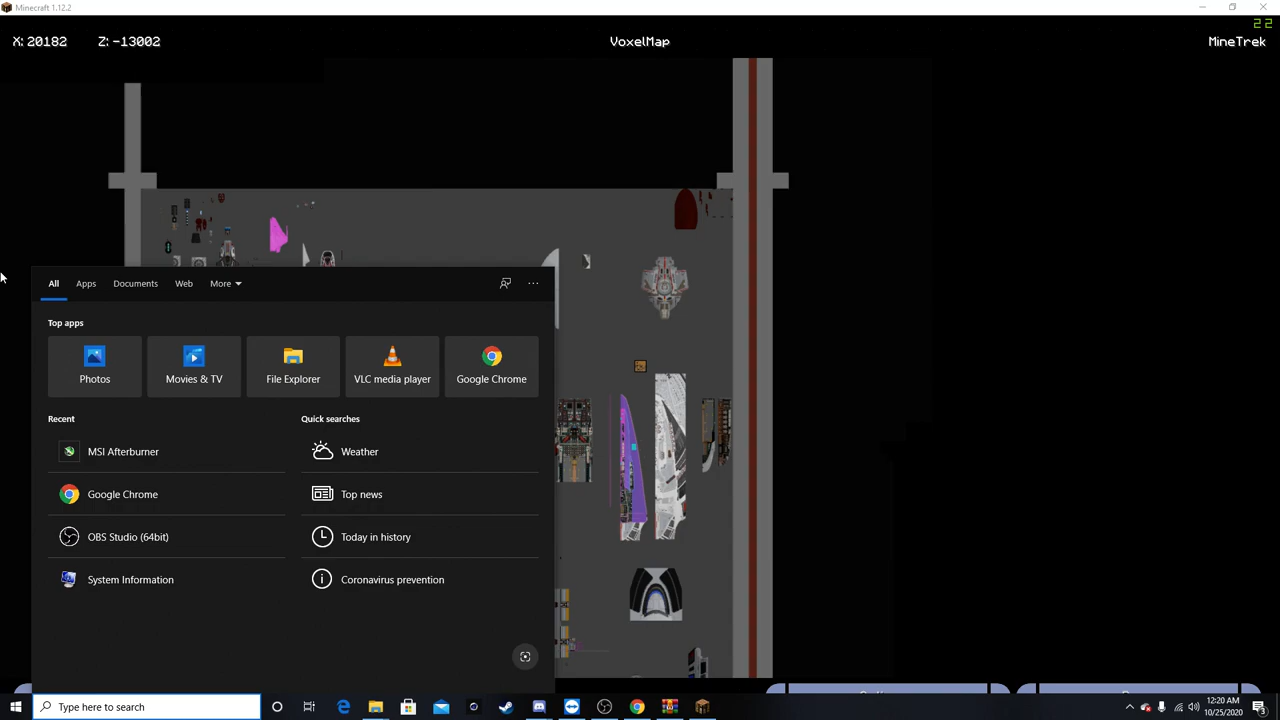 Minecraft 1.12.2
22
X: 20182 Z: -13002
VoxelMap
MineTrek
All Apps Documents Web More
Top apps
Photos Movies & TV File Explorer VLC media player Google Chrome
Recent
Quick searches
MSI Afterburner
Weather
Google Chrome
Top news
OBS Studio (64bit)
Today in history
System Information
Coronavirus prevention
Type here to search
12:20 AM
10/25/2020
3